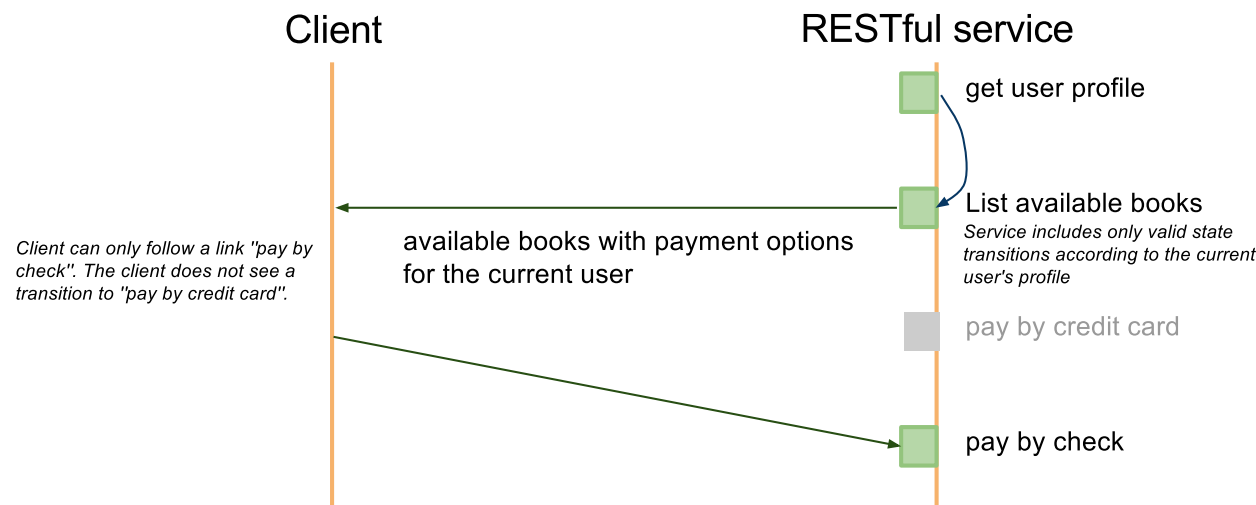 Client
RESTful service
get user profile
List available books
Service includes only valid state
transitions according to the current
user's profile
available books with payment options
for the current user
Client can only follow a link "pay by
check". The client does not see a
transition to "pay by credit card".
pay by credit card
pay by check